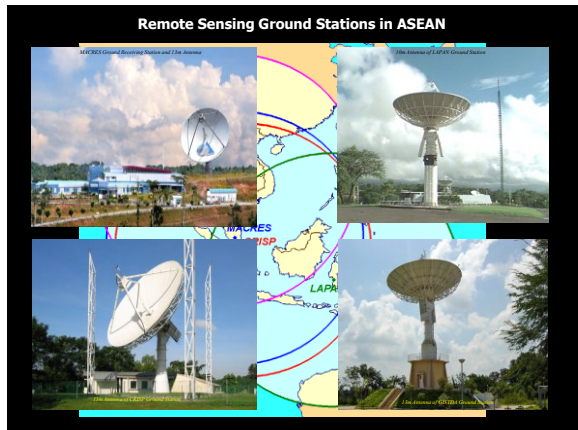 Remote Sensing Ground Stations in ASEAN
MACRES Ground Receiving Station and 13m Antenna
10m Antenna of LAPAN Ground Station
MACRES
CRISP
LAPA
13m Antenna of CRISP Ground Station
13m Antenna of GISTDA Ground Station